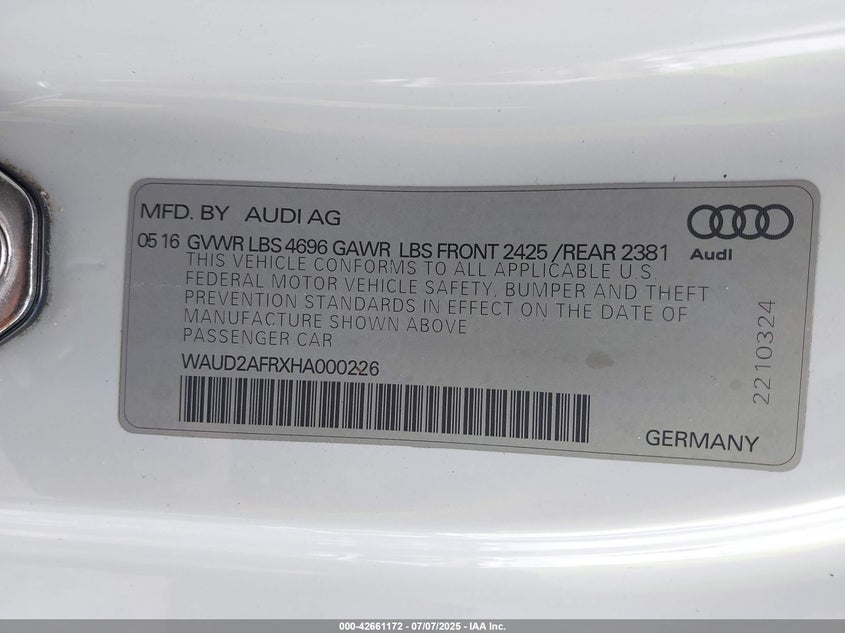 MFD. BY AUDI AG
Audi
05 16 GVWR LBS 4696 GAWR LBS FRONT 2425 /REAR 2381
THIS VEHICLE CONFORMS TO ALL APPLICABLE U.S.
FEDERAL MOTOR VEHICLE SAFETY, BUMPER AND THEFT
PREVENTION STANDARDS IN EFFECT ON THE DATE OF
MANUFACTURE SHOWN ABOVE
PASSENGER CAR
WAUD2AFRXHA000226
2210324
GERMANY
000-42661172 - 07/07/2025 - IAA Inc.